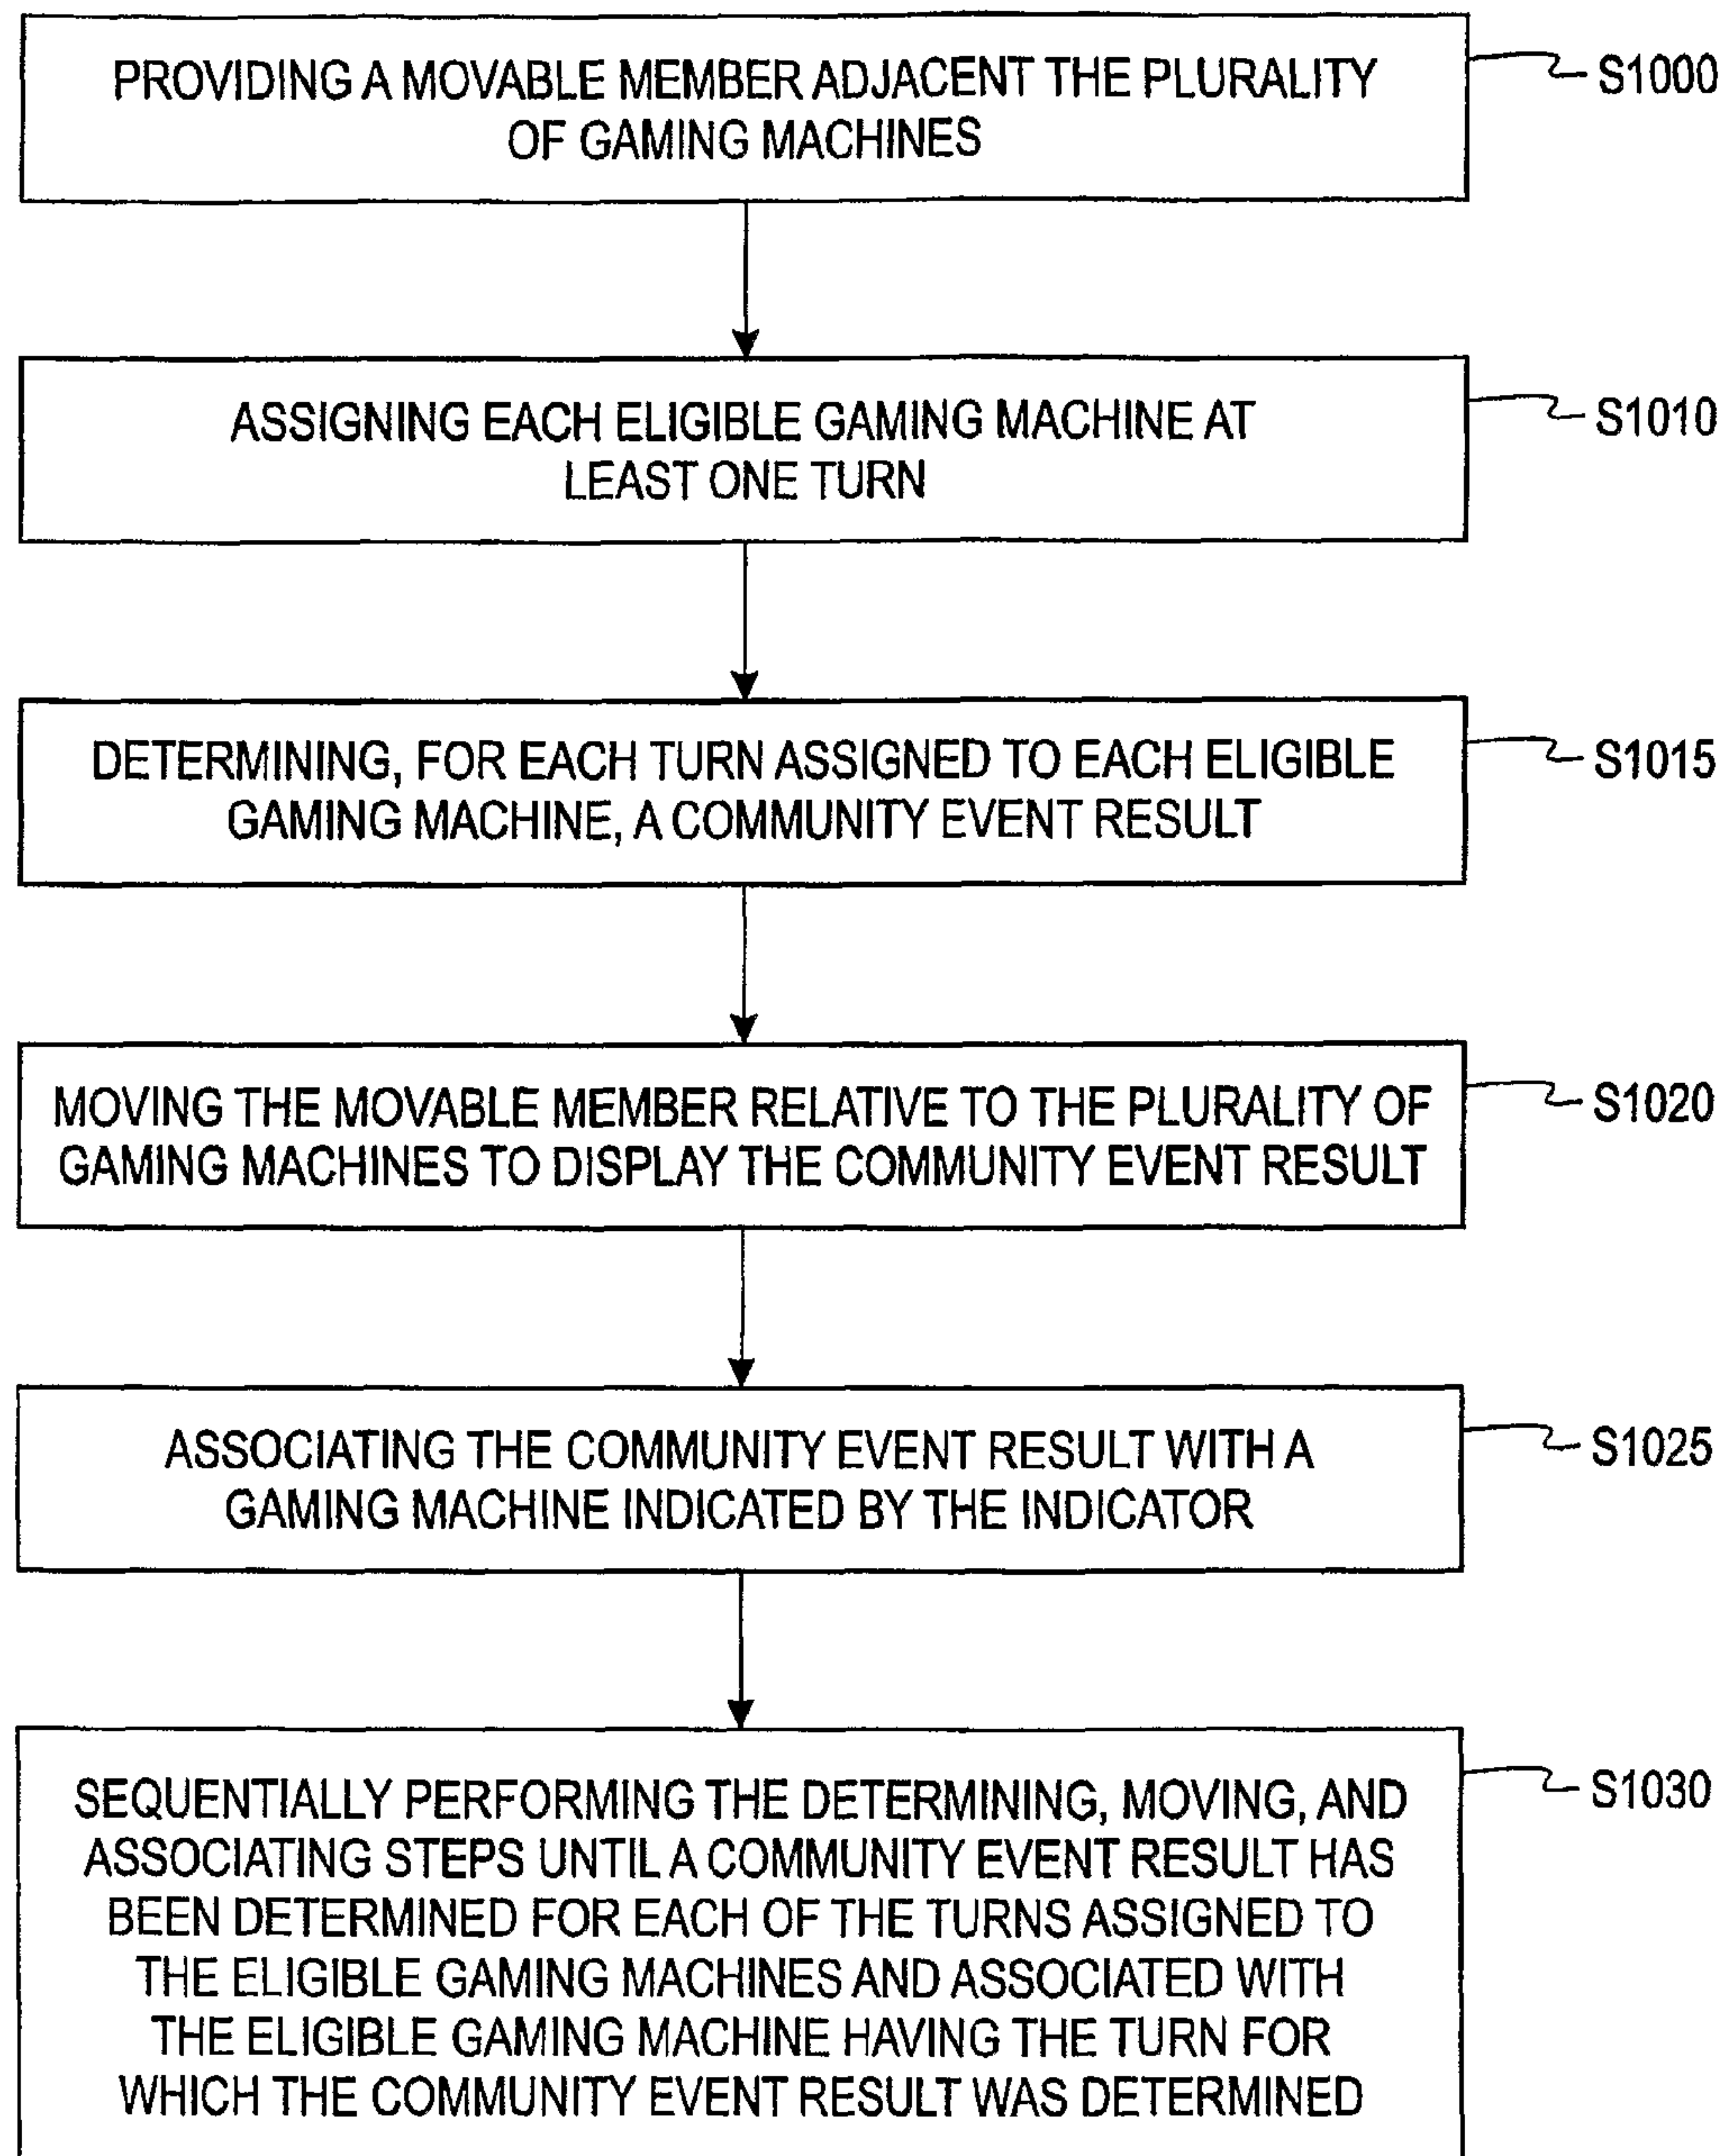 PROVIDING A MOVABLE MEMBER ADJACENT THE PLURALITY
OF GAMING MACHINES
S1000
ASSIGNING EACH ELIGIBLE GAMING MACHINE AT
LEAST ONE TURN
S1010
DETERMINING, FOR EACH TURN ASSIGNED TO EACH ELIGIBLE
GAMING MACHINE, A COMMUNITY EVENT RESULT
S1015
MOVING THE MOVABLE MEMBER RELATIVE TO THE PLURALITY OF
GAMING MACHINES TO DISPLAY THE COMMUNITY EVENT RESULT
S1020
ASSOCIATING THE COMMUNITY EVENT RESULT WITH A
GAMING MACHINE INDICATED BY THE INDICATOR
S1025
SEQUENTIALLY PERFORMING THE DETERMINING, MOVING, AND
ASSOCIATING STEPS UNTIL A COMMUNITY EVENT RESULT HAS
BEEN DETERMINED FOR EACH OF THE TURNS ASSIGNED TO
THE ELIGIBLE GAMING MACHINES AND ASSOCIATED WITH
THE ELIGIBLE GAMING MACHINE HAVING THE TURN FOR
WHICH THE COMMUNITY EVENT RESULT WAS DETERMINED
S1030